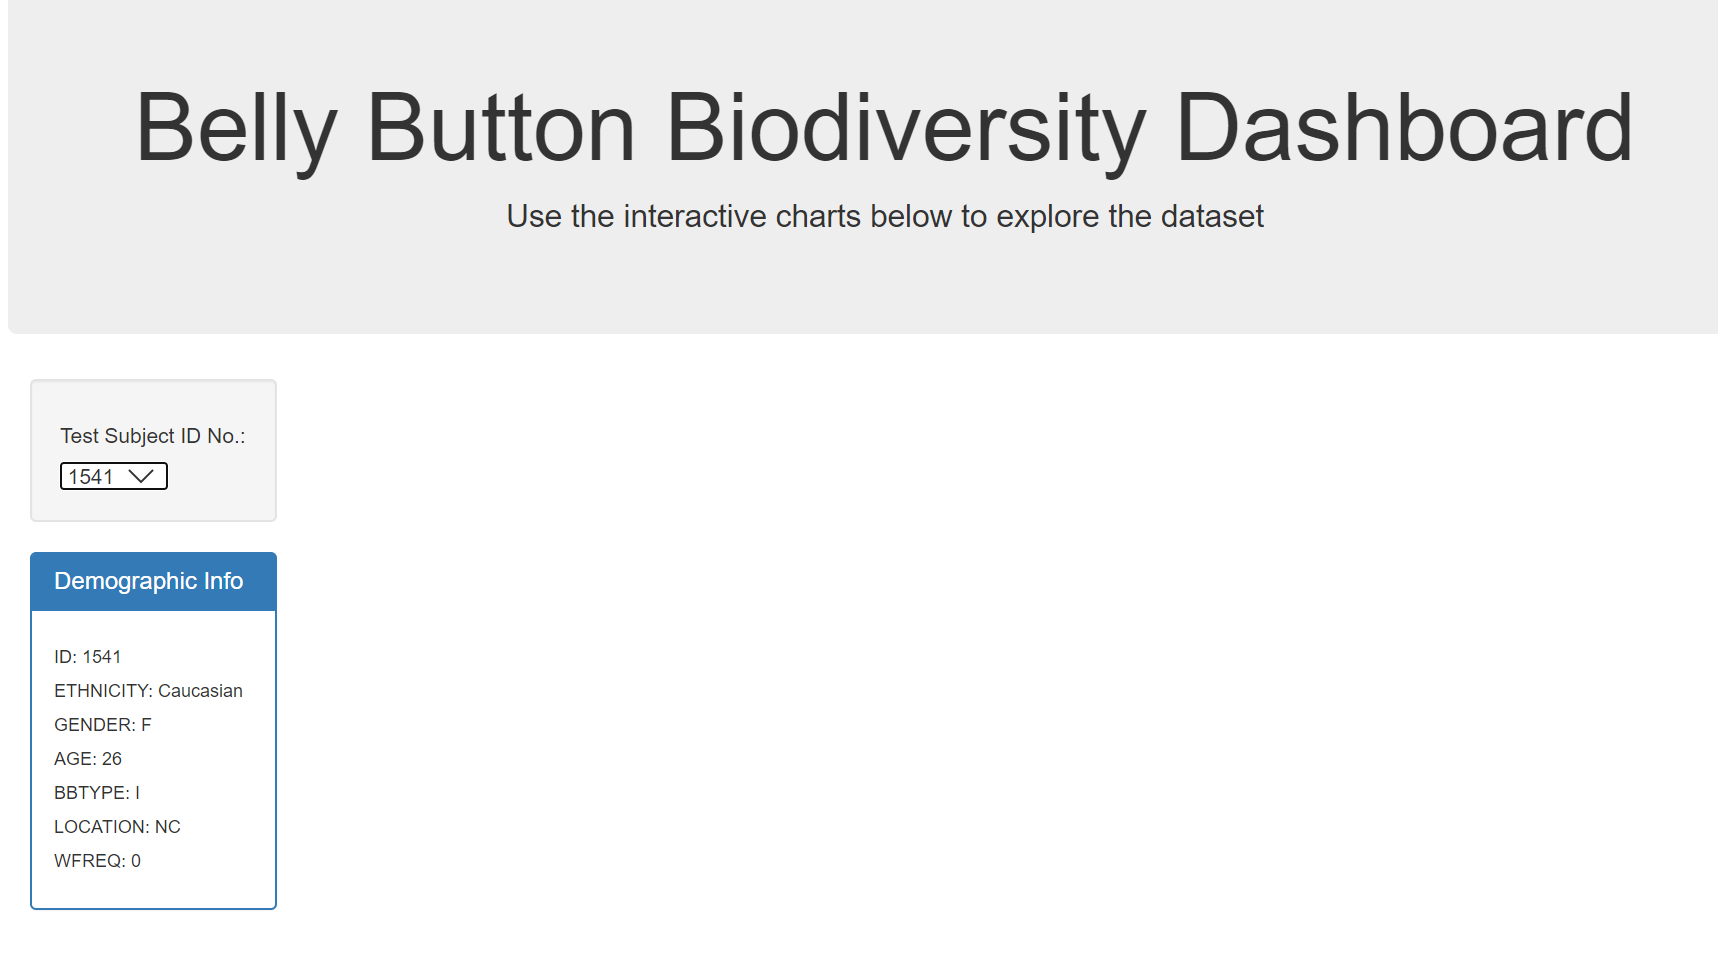 Belly Button Biodiversity Dashboard
Use the interactive charts below to explore the dataset
Test Subject ID No.:
1541
Demographic Info
ID: 1541
ETHNICITY: Caucasian
GENDER: F
AGE: 26
BBTYPE: I
LOCATION: NC
WFREQ: 0